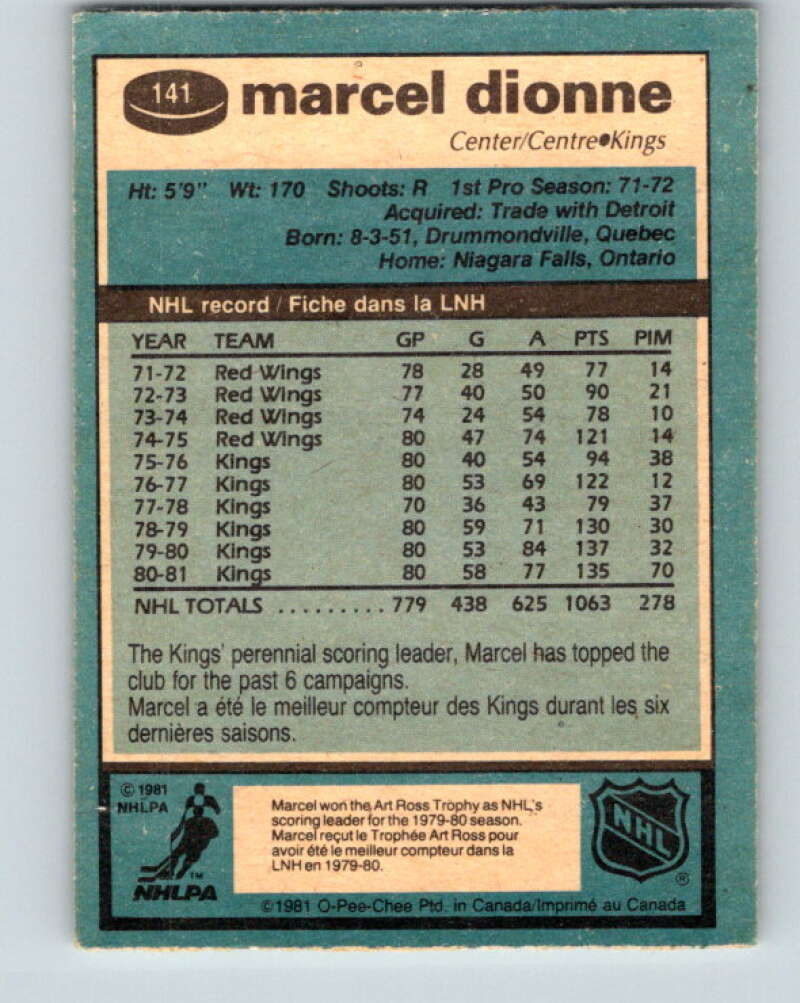 141 marcel dionne
Center/Centre•Kings
Ht: 5'9" Wt: 170 Shoots: R 1st Pro Season: 71-72
Acquired: Trade with Detroit
Born: 8-3-51, Drummondville, Quebec
Home: Niagara Falls, Ontario
NHL record / Fiche dans la LNH
YEAR TEAM GP G A PTS PIM
71-72 Red Wings 78 28 49 77 14
72-73 Red Wings 77 40 50 90 21
73-74 Red Wings 74 24 54 78 10
74-75 Red Wings 80 47 74 121 14
75-76 Kings 80 40 54 94 38
76-77 Kings 80 53 69 122 12
77-78 Kings 70 36 43 79 37
78-79 Kings 80 59 71 130 30
79-80 Kings 80 53 84 137 32
80-81 Kings 80 58 77 135 70
NHL TOTALS .......... 779 438 625 1063 278
The Kings' perennial scoring leader, Marcel has topped the
club for the past 6 campaigns.
Marcel a été le meilleur compteur des Kings durant les six
dernières saisons.
© 1981
NHLPA
TM
NHLPA
Marcel won the Art Ross Trophy as NHL's
scoring leader for the 1979-80 season.
Marcel reçut le Trophée Art Ross pour
avoir été le meilleur compteur dans la
LNH en 1979-80.
NHL
®
©1981 O-Pee-Chee Ptd. in Canada/Imprimé au Canada